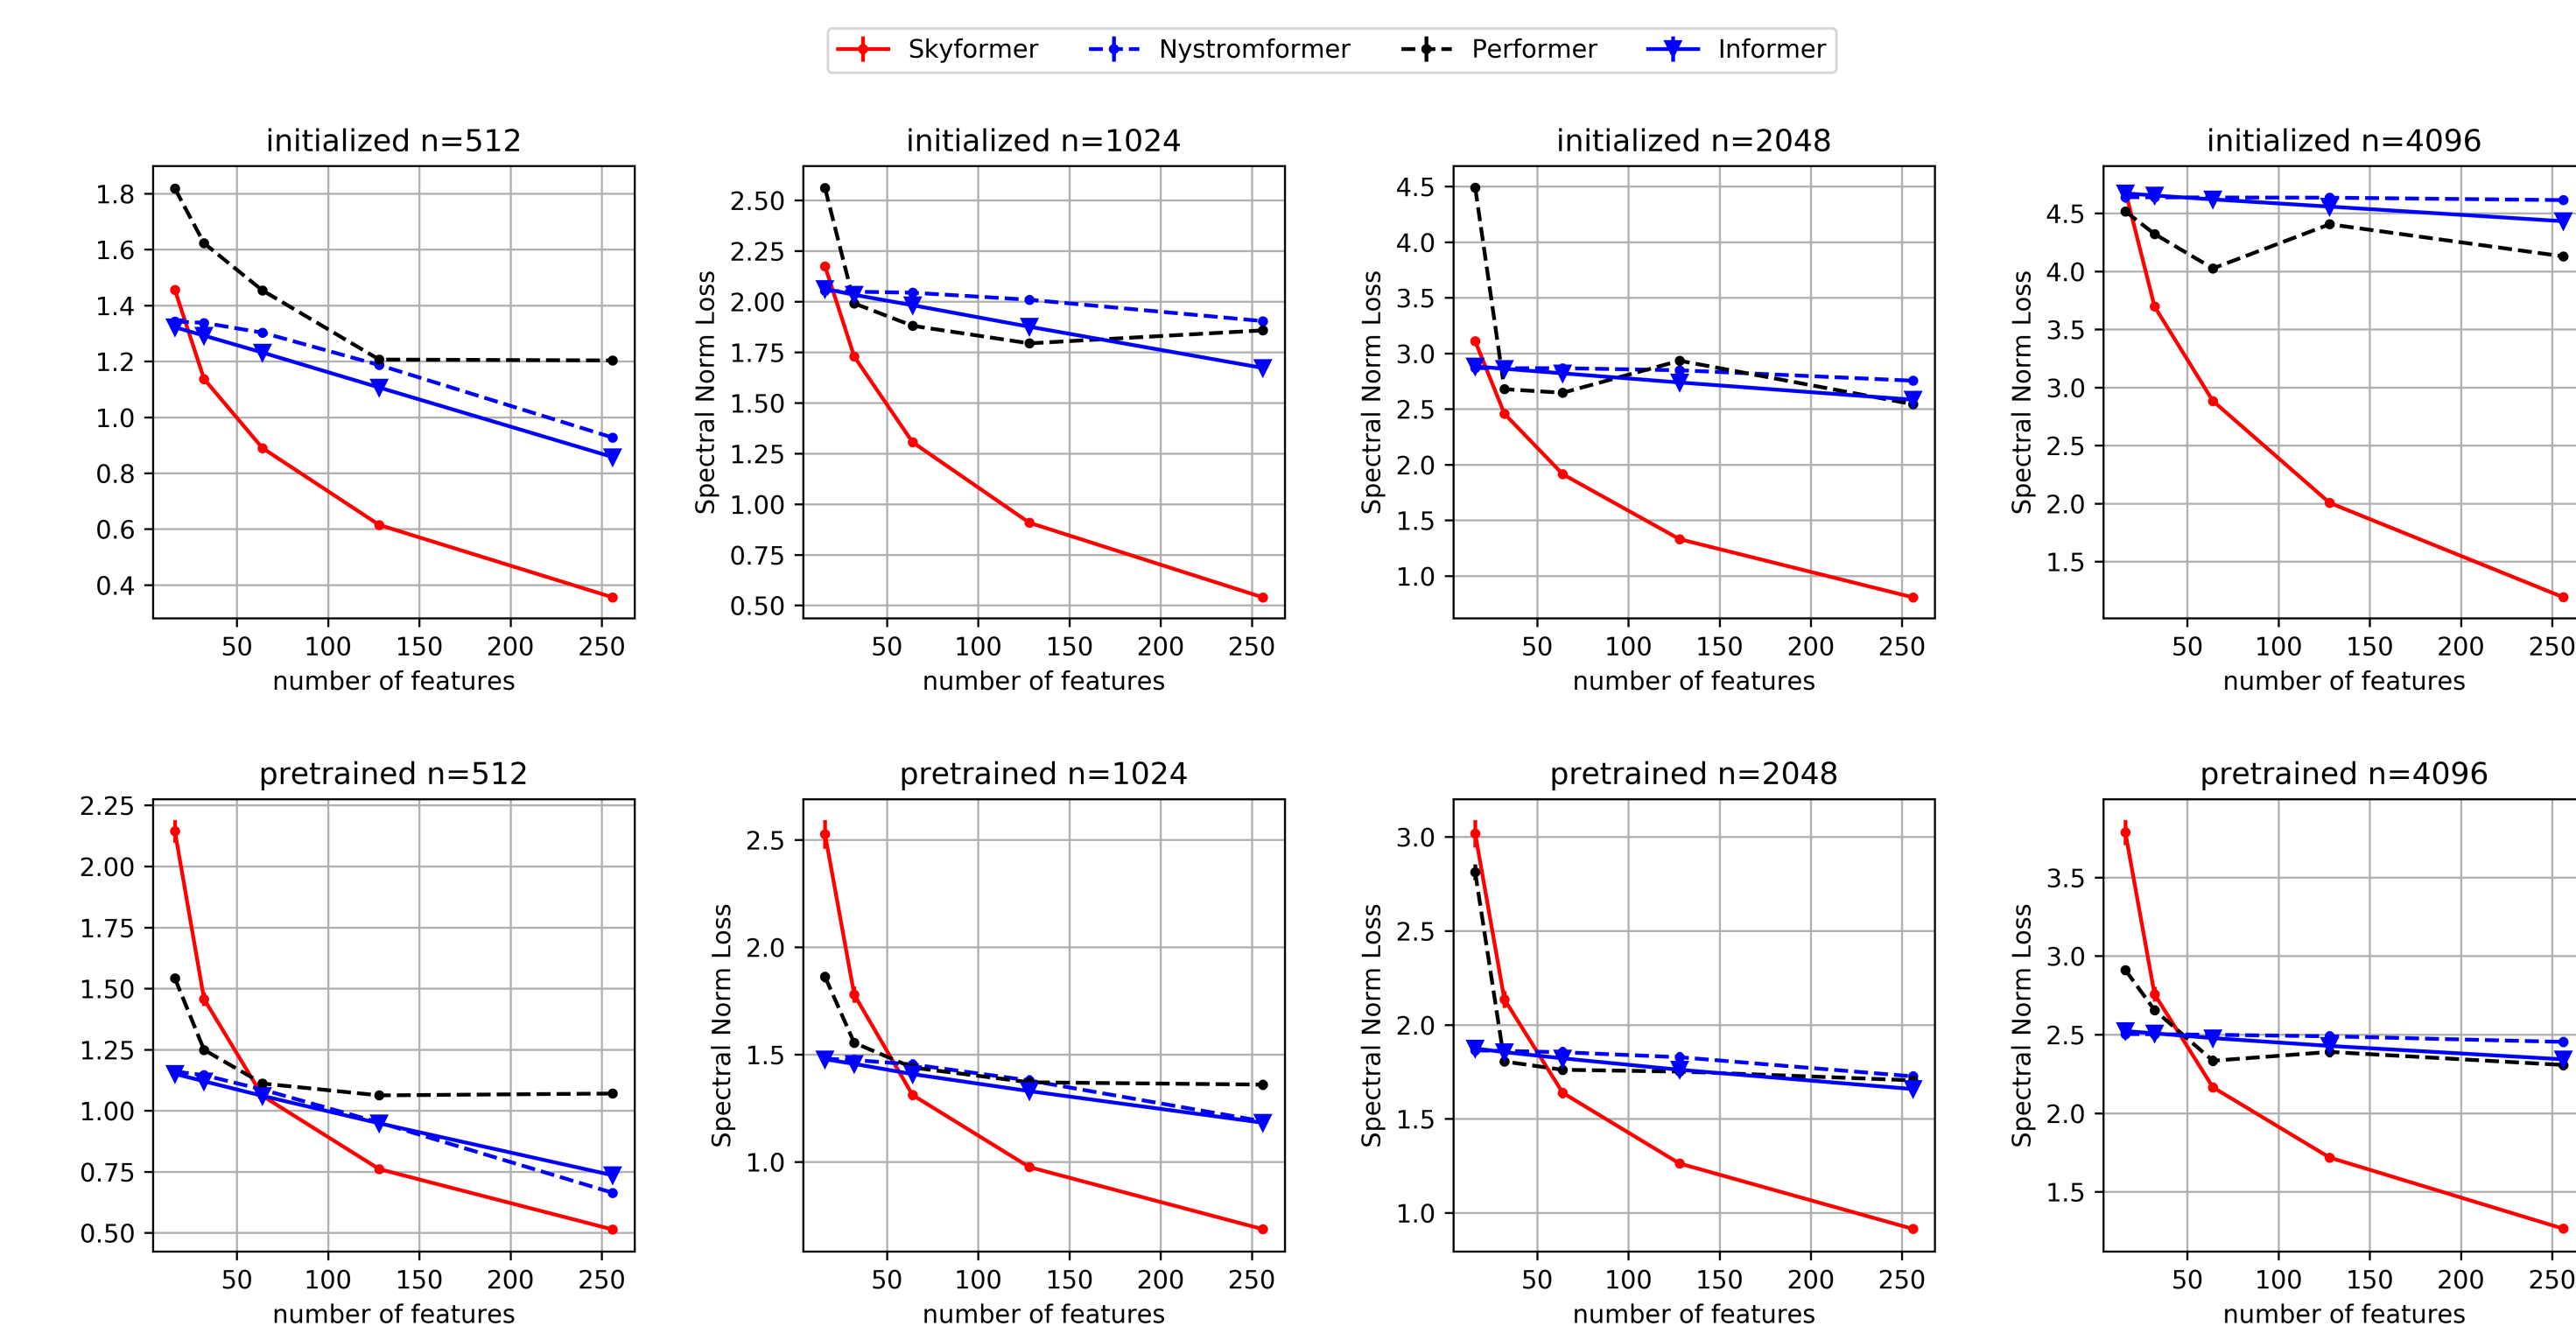 Skyformer Nystromformer Performer Informer
initialized n=512
1.8
1.6
1.4
1.2
1.0
0.8
0.6
0.4
50 100 150 200 250
number of features
initialized n=1024
Spectral Norm Loss
2.50
2.25
2.00
1.75
1.50
1.25
1.00
0.75
0.50
50 100 150 200 250
number of features
initialized n=2048
Spectral Norm Loss
4.5
4.0
3.5
3.0
2.5
2.0
1.5
1.0
50 100 150 200 250
number of features
initialized n=4096
Spectral Norm Loss
4.5
4.0
3.5
3.0
2.5
2.0
1.5
50 100 150 200 250
number of features
pretrained n=512
2.25
2.00
1.75
1.50
1.25
1.00
0.75
0.50
50 100 150 200 250
number of features
pretrained n=1024
Spectral Norm Loss
2.5
2.0
1.5
1.0
50 100 150 200 250
number of features
pretrained n=2048
Spectral Norm Loss
3.0
2.5
2.0
1.5
1.0
50 100 150 200 250
number of features
pretrained n=4096
Spectral Norm Loss
3.5
3.0
2.5
2.0
1.5
50 100 150 200 250
number of features